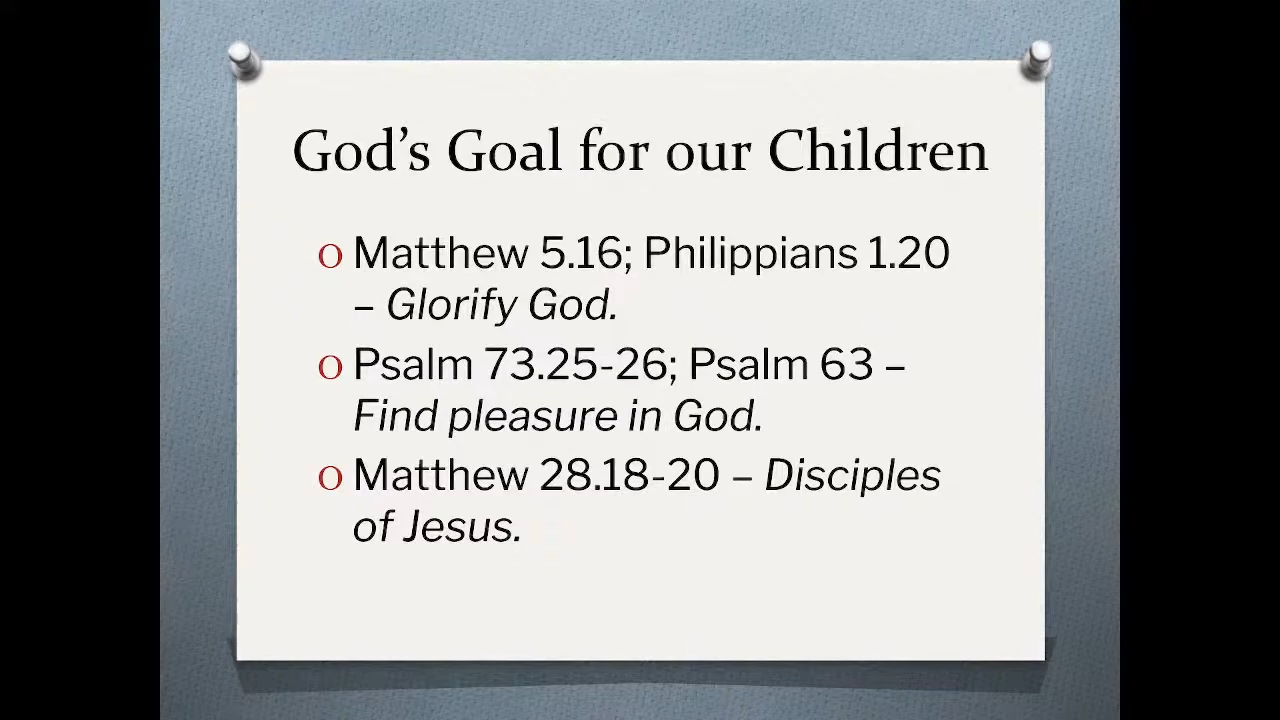 God’s Goal for our Children
O Matthew 5.16; Philippians 1.20
– Glorify God.
O Psalm 73.25-26; Psalm 63 –
Find pleasure in God.
O Matthew 28.18-20 – Disciples
of Jesus.